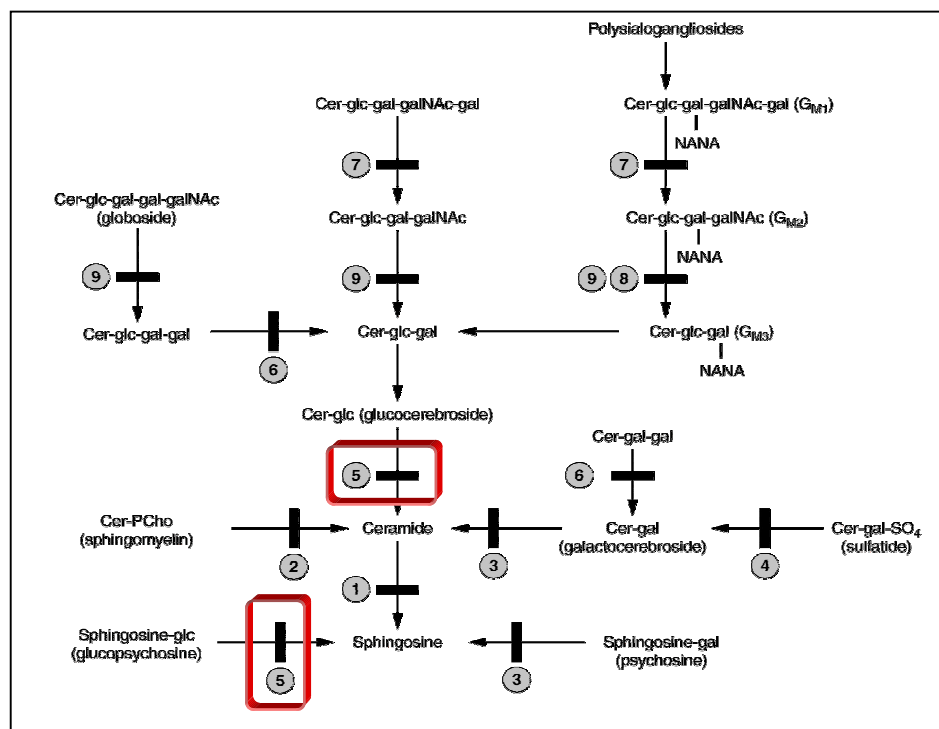 Polysialogangliosides
Cer-glc-gal-galNAc-gal
Cer-glc-gal-galNAc-gal (GM1)
NANA
7
7
Cer-glc-gal-gal-galNAc
(globoside)
Cer-glc-gal-galNAc
Cer-glc-gal-galNAc (GM2)
NANA
9
9
9 8
Cer-glc-gal-gal
Cer-glc-gal
Cer-glc-gal (GM3)
6
NANA
Cer-glc (glucocerebroside)
Cer-gal-gal
5
6
Cer-PCho
(sphingomyelin)
Ceramide
Cer-gal
(galactocerebroside)
Cer-gal-SO4
(sulfatide)
2
3
4
1
Sphingosine-glc
(glucopsychosine)
Sphingosine
Sphingosine-gal
(psychosine)
5
3